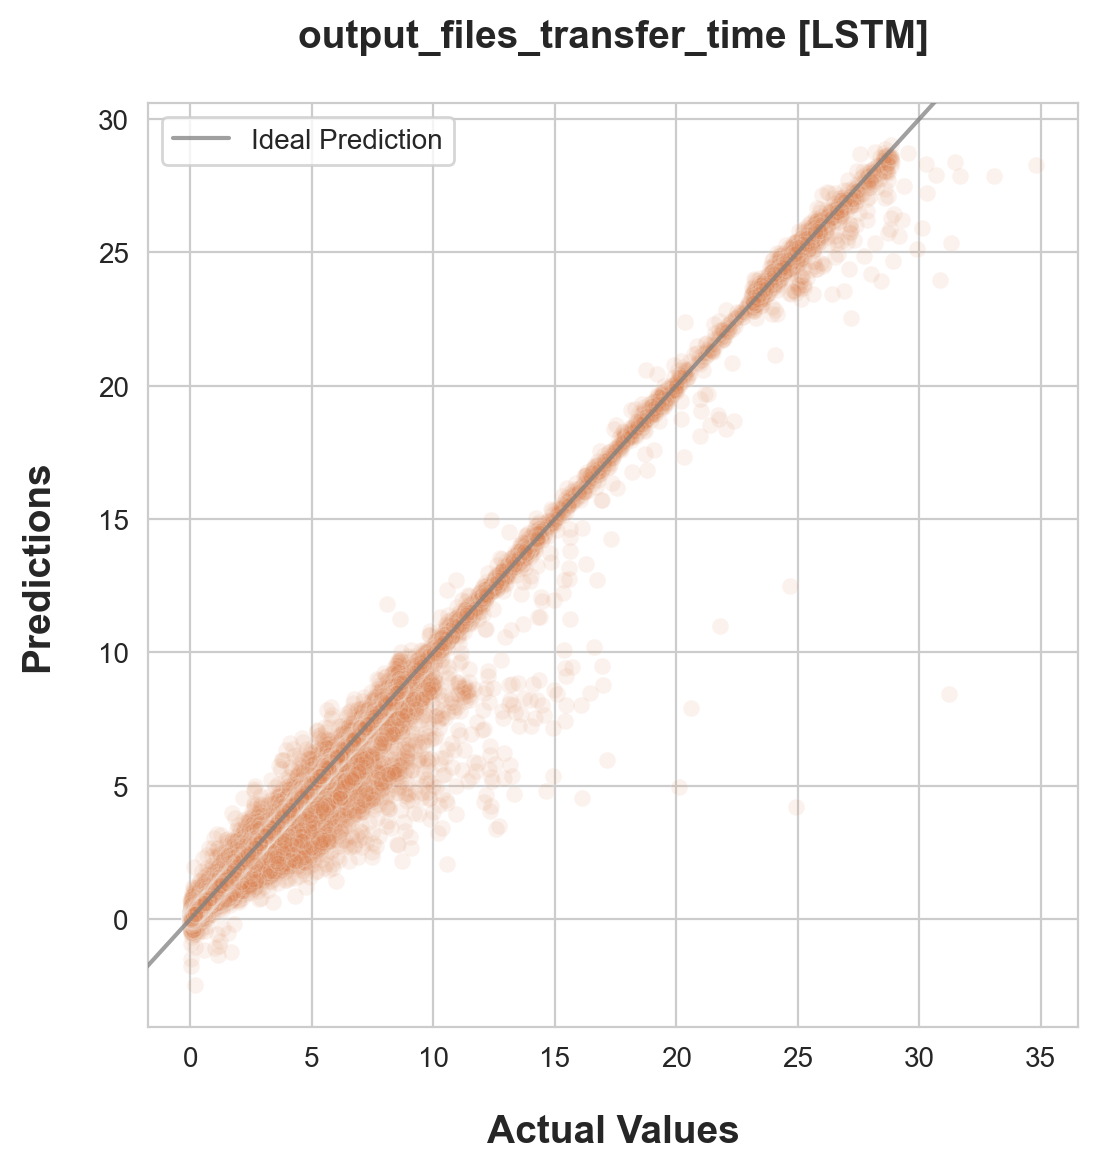 output_files_transfer_time [LSTM]
Ideal Prediction
30
25
20
15
10
5
0
Predictions
0 5 10 15 20 25 30 35
Actual Values